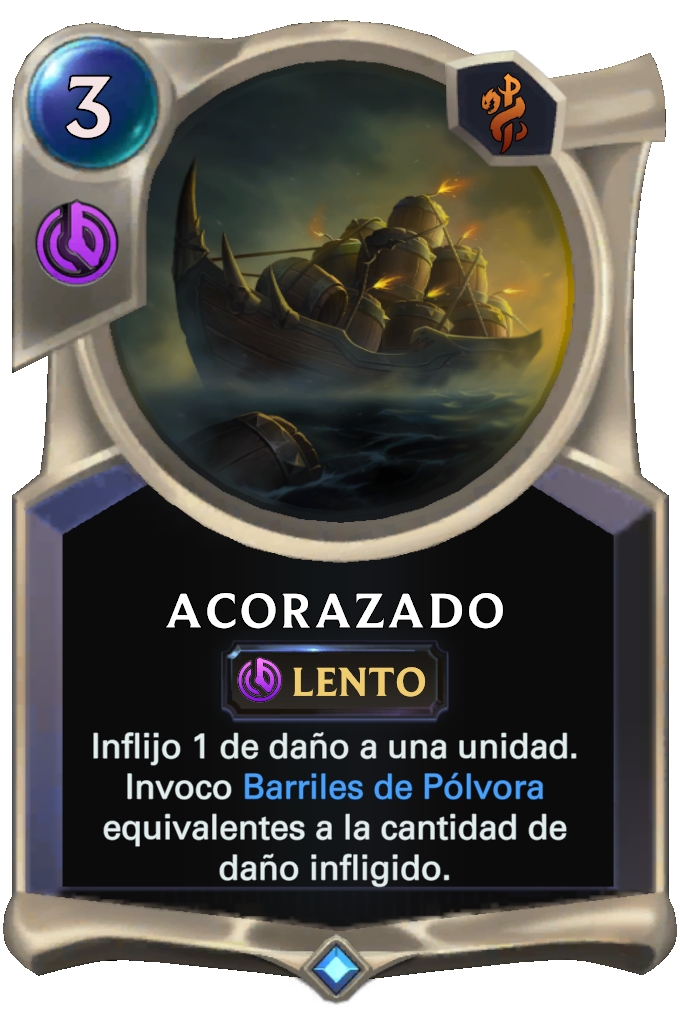 3
ACORAZADO
LENTO
Inflijo 1 de daño a una unidad.
Invoco Barriles de Pólvora
equivalentes a la cantidad de
daño infligido.